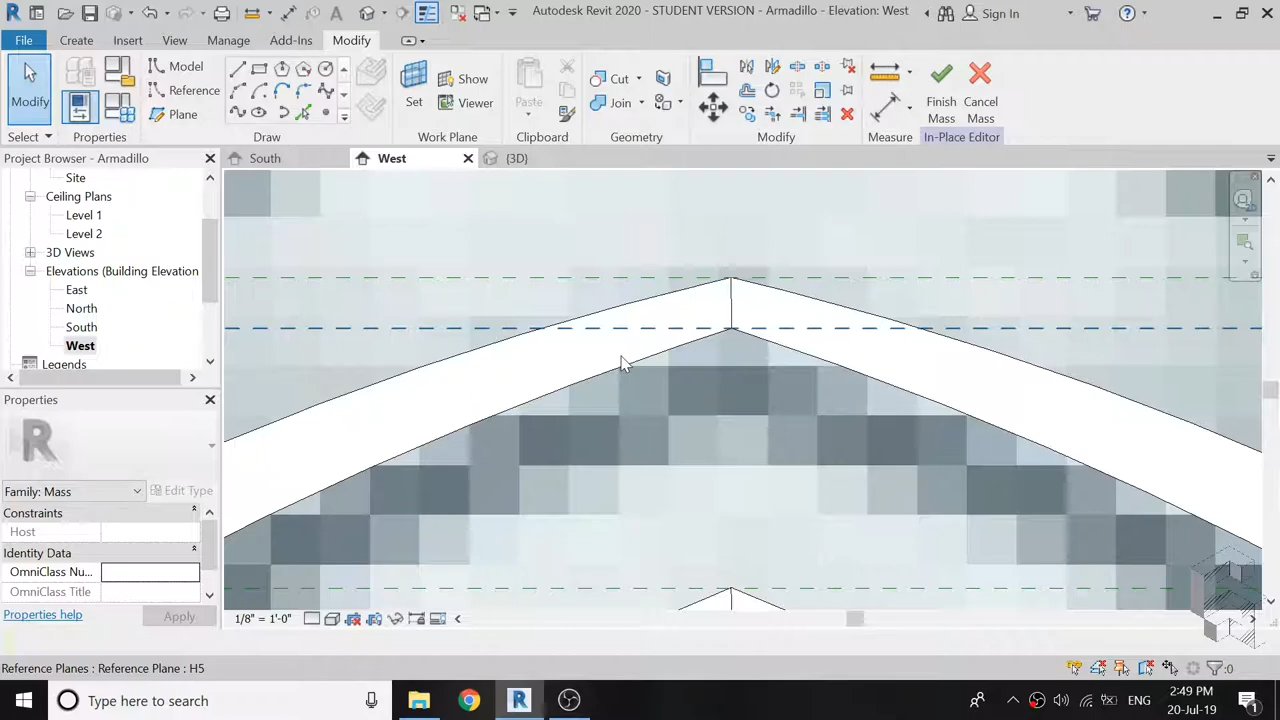 Autodesk Revit 2020 - STUDENT VERSION - Armadillo - Elevation: West
Sign In
File Create Insert View Manage Add-Ins Modify
Modify
Select
Properties
Model
Reference
Plane
Draw
Set
Show
Viewer
Work Plane
Paste
Clipboard
Cut
Join
Geometry
Modify
Measure
Finish Mass
Cancel Mass
In-Place Editor
Project Browser - Armadillo
South
West
{3D}
Site
Ceiling Plans
Level 1
Level 2
3D Views
Elevations (Building Elevation
East
North
South
West
Legends
Properties
Family: Mass
Edit Type
Constraints
Host
Identity Data
OmniClass Nu...
OmniClass Title
Properties help
Apply
1/8" = 1'-0"
Reference Planes : Reference Plane : H5
:0
Type here to search
ENG
2:49 PM
20-Jul-19
1